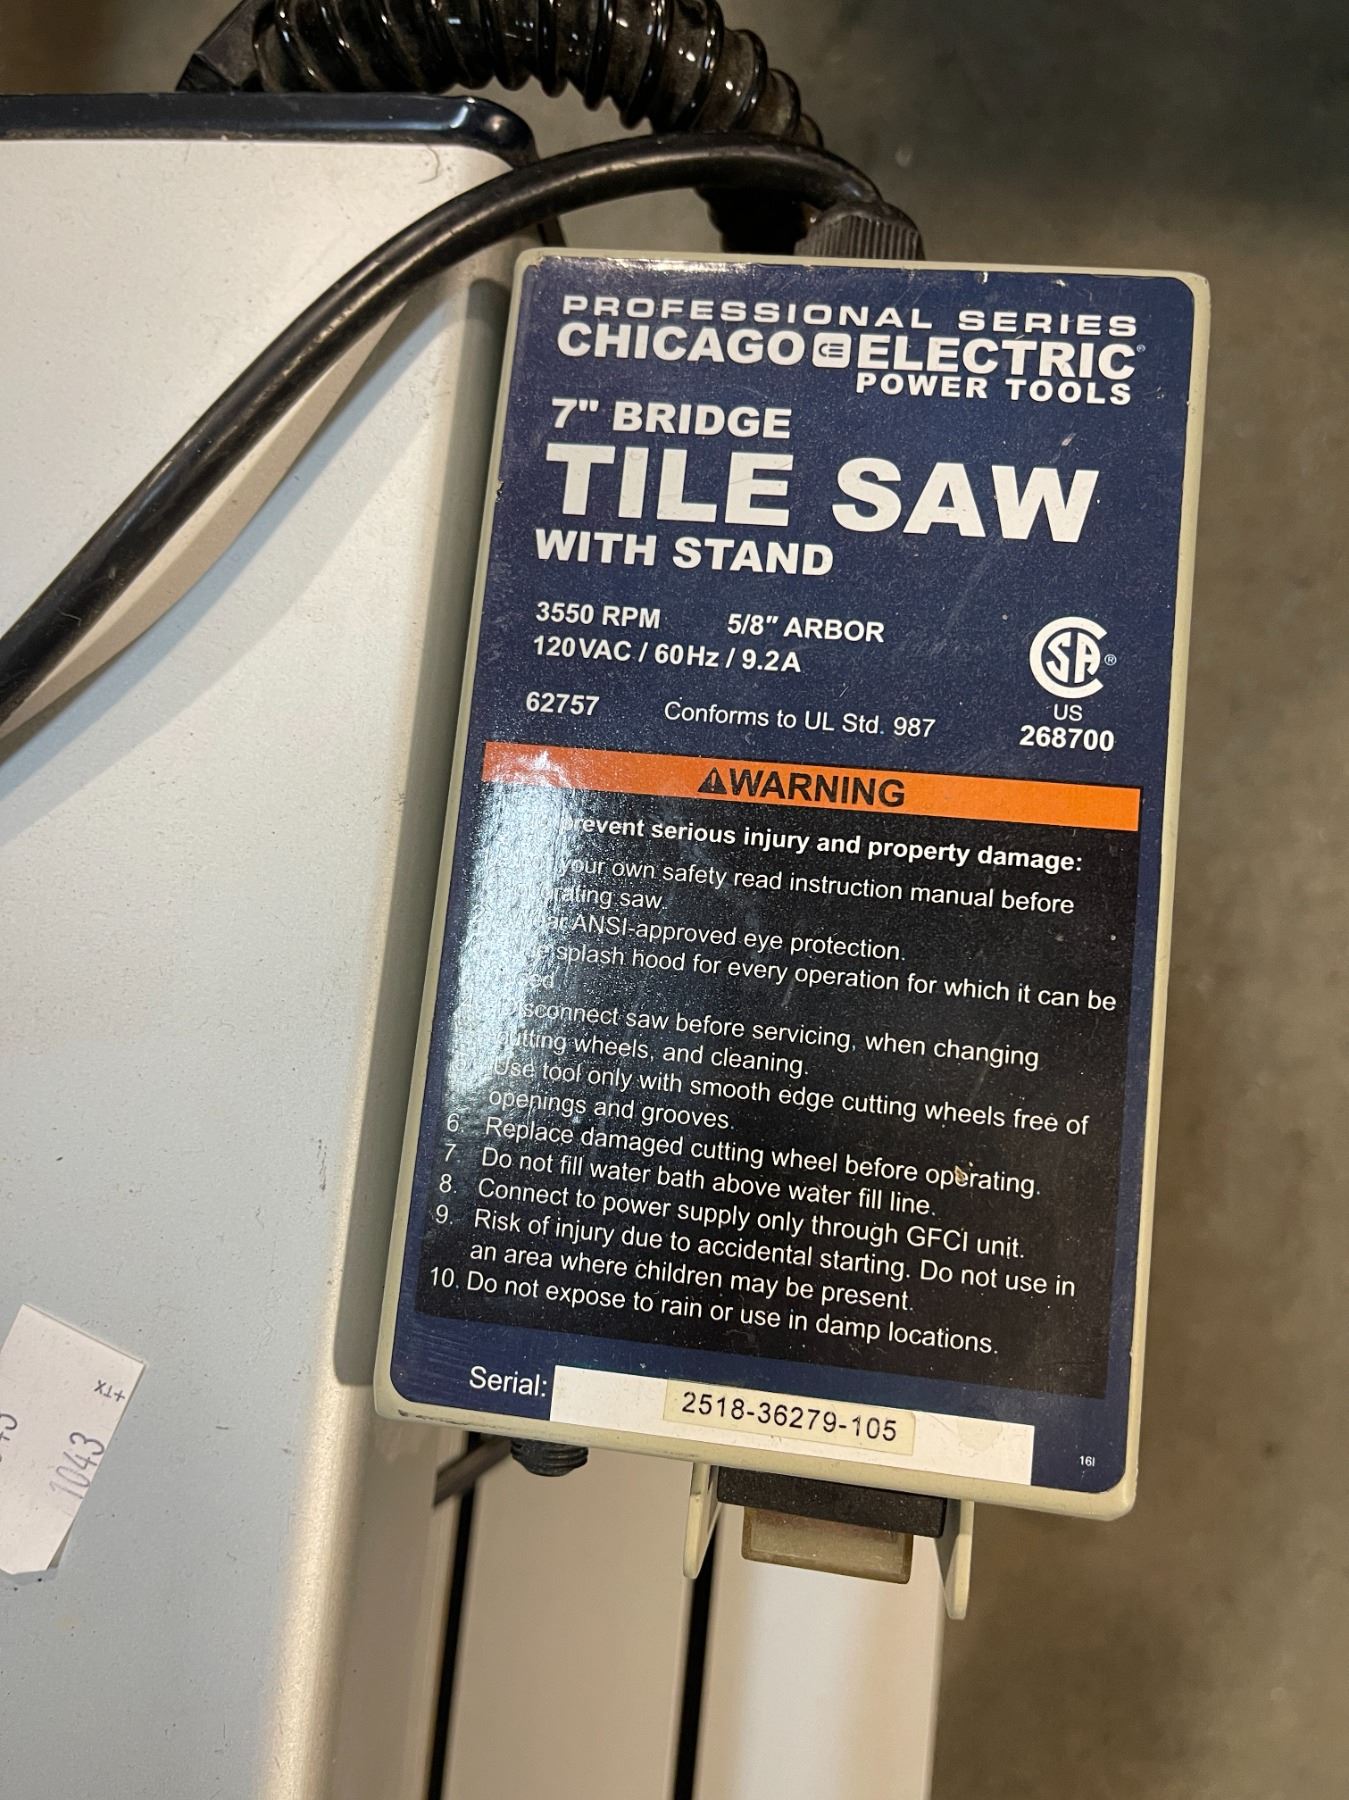 PROFESSIONAL SERIES
CHICAGO ELECTRIC®
POWER TOOLS
7" BRIDGE
TILE SAW
WITH STAND
3550 RPM 5/8" ARBOR
120VAC / 60Hz / 9.2A
62757 Conforms to UL Std. 987
SA ®
US
268700
WARNING
prevent serious injury and property damage:
your own safety read instruction manual before
operating saw.
ANSI-approved eye protection.
splash hood for every operation for which it can be
Disconnect saw before servicing, when changing
cutting wheels, and cleaning.
Use tool only with smooth edge cutting wheels free of
openings and grooves.
6. Replace damaged cutting wheel before operating.
7. Do not fill water bath above water fill line.
8. Connect to power supply only through GFCI unit.
9. Risk of injury due to accidental starting. Do not use in
an area where children may be present.
10. Do not expose to rain or use in damp locations.
Serial: 2518-36279-105
16I
+TX
1043